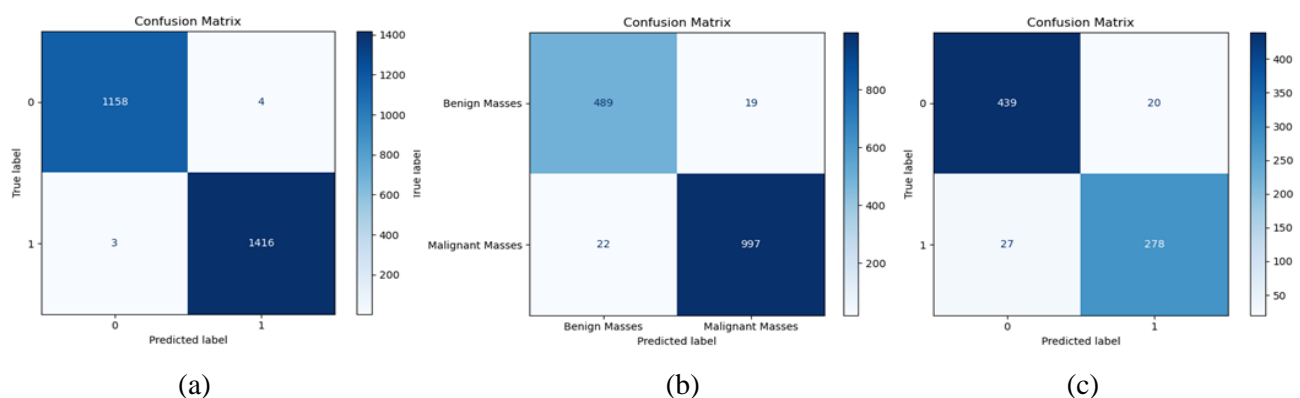 Confusion Matrix
1400
0
1158
4
1200
1000
True label
800
600
1
3
1416
400
200
0
1
Predicted label
(a)
Confusion Matrix
True label
Benign Masses
489
19
800
600
400
Malignant Masses
22
997
200
Benign Masses
Malignant Masses
Predicted label
(b)
Confusion Matrix
400
0
439
20
350
300
True label
250
200
1
27
278
150
100
50
0
1
Predicted label
(c)